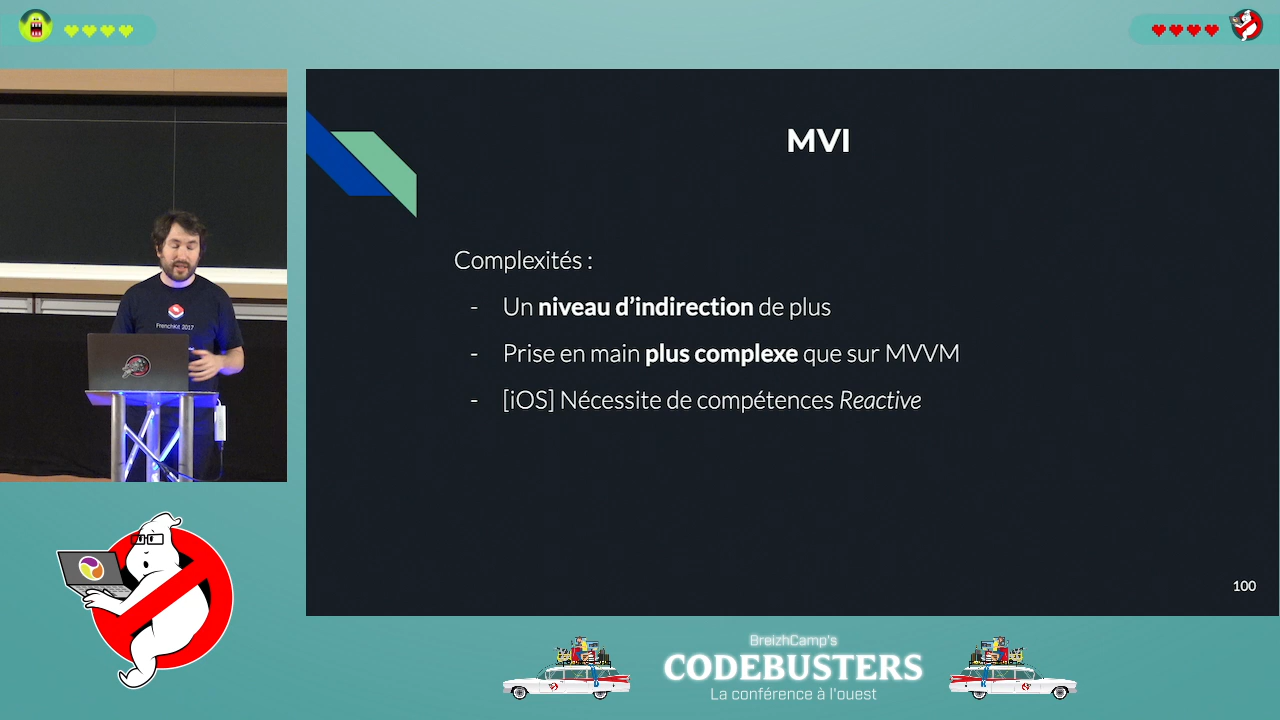 MVI
Complexités :
- Un niveau d'indirection de plus
- Prise en main plus complexe que sur MVVM
- [iOS] Nécessite de compétences Reactive
100
FrenchKit 2017
BreizhCamp's
CODEBUSTERS
La conférence à l'ouest